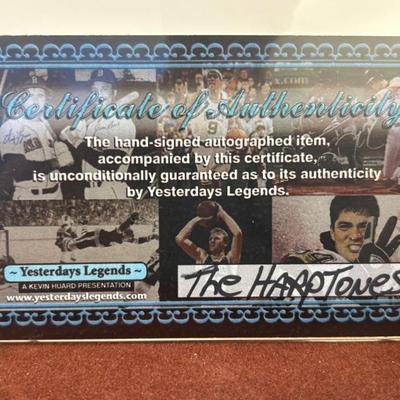 Certificate of Authenticity
The hand-signed autographed item,
accompanied by this certificate,
is unconditionally guaranteed as to its authenticity
by Yesterdays Legends.
~ Yesterdays Legends ~
A KEVIN HUARD PRESENTATION
www.yesterdayslegends.com
The HARPTONES